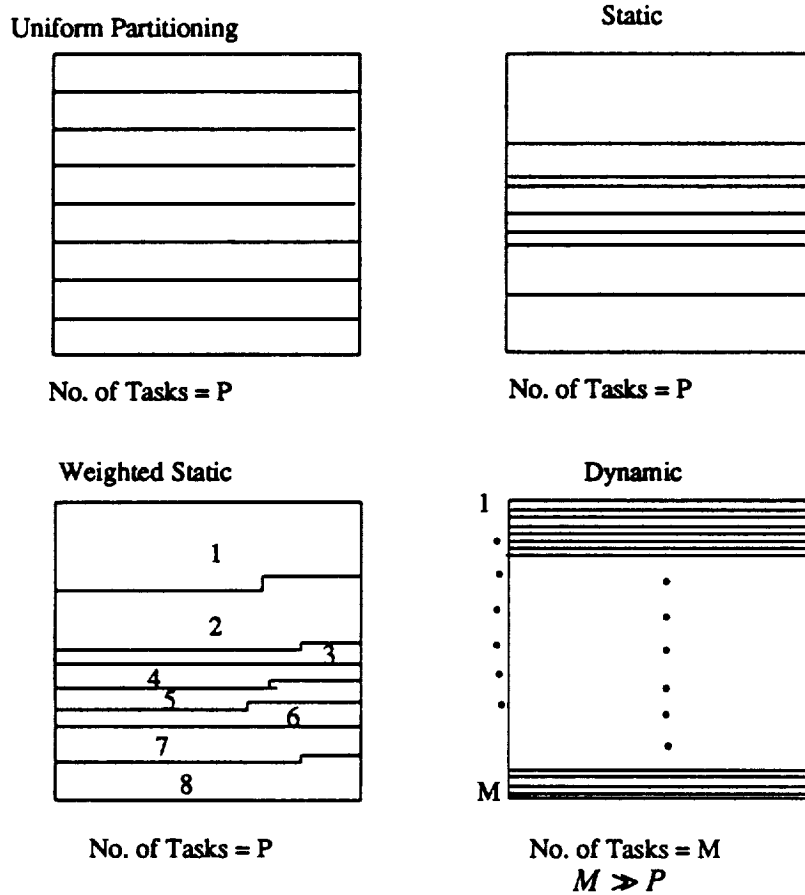 Uniform Partitioning
Static
No. of Tasks = P
No. of Tasks = P
Weighted Static
Dynamic
1
2
3
4
5
6
7
8
1
M
No. of Tasks = P
No. of Tasks = M
M ≫ P